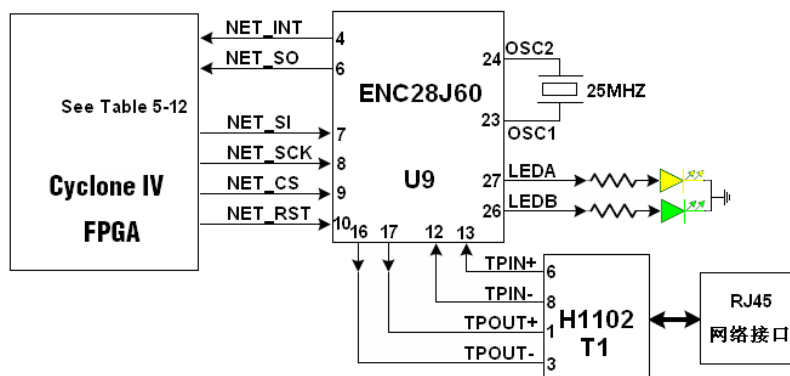 NET_INT
4
NET_SO
6
See Table 5-12
NET_SI
7
NET_SCK
8
NET_CS
9
NET_RST
10
Cyclone IV
FPGA
ENC28J60
U9
24
OSC2
25MHZ
23
OSC1
27
LEDA
26
LEDB
16
17
12
13
TPIN+
6
TPIN-
8
TPOUT+
1
TPOUT-
3
H1102
T1
RJ45
网络接口